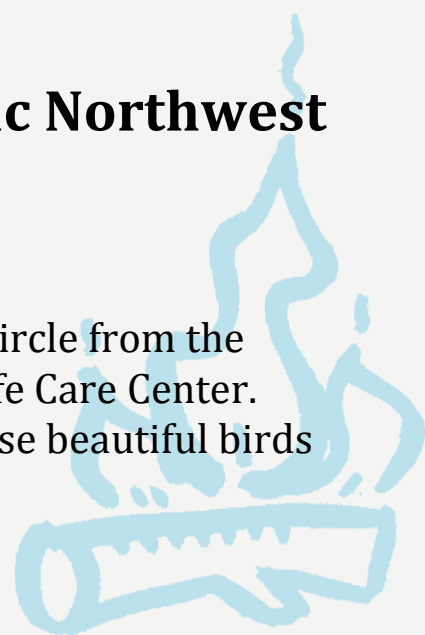 c Northwest
ircle from the
fe Care Center.
se beautiful birds